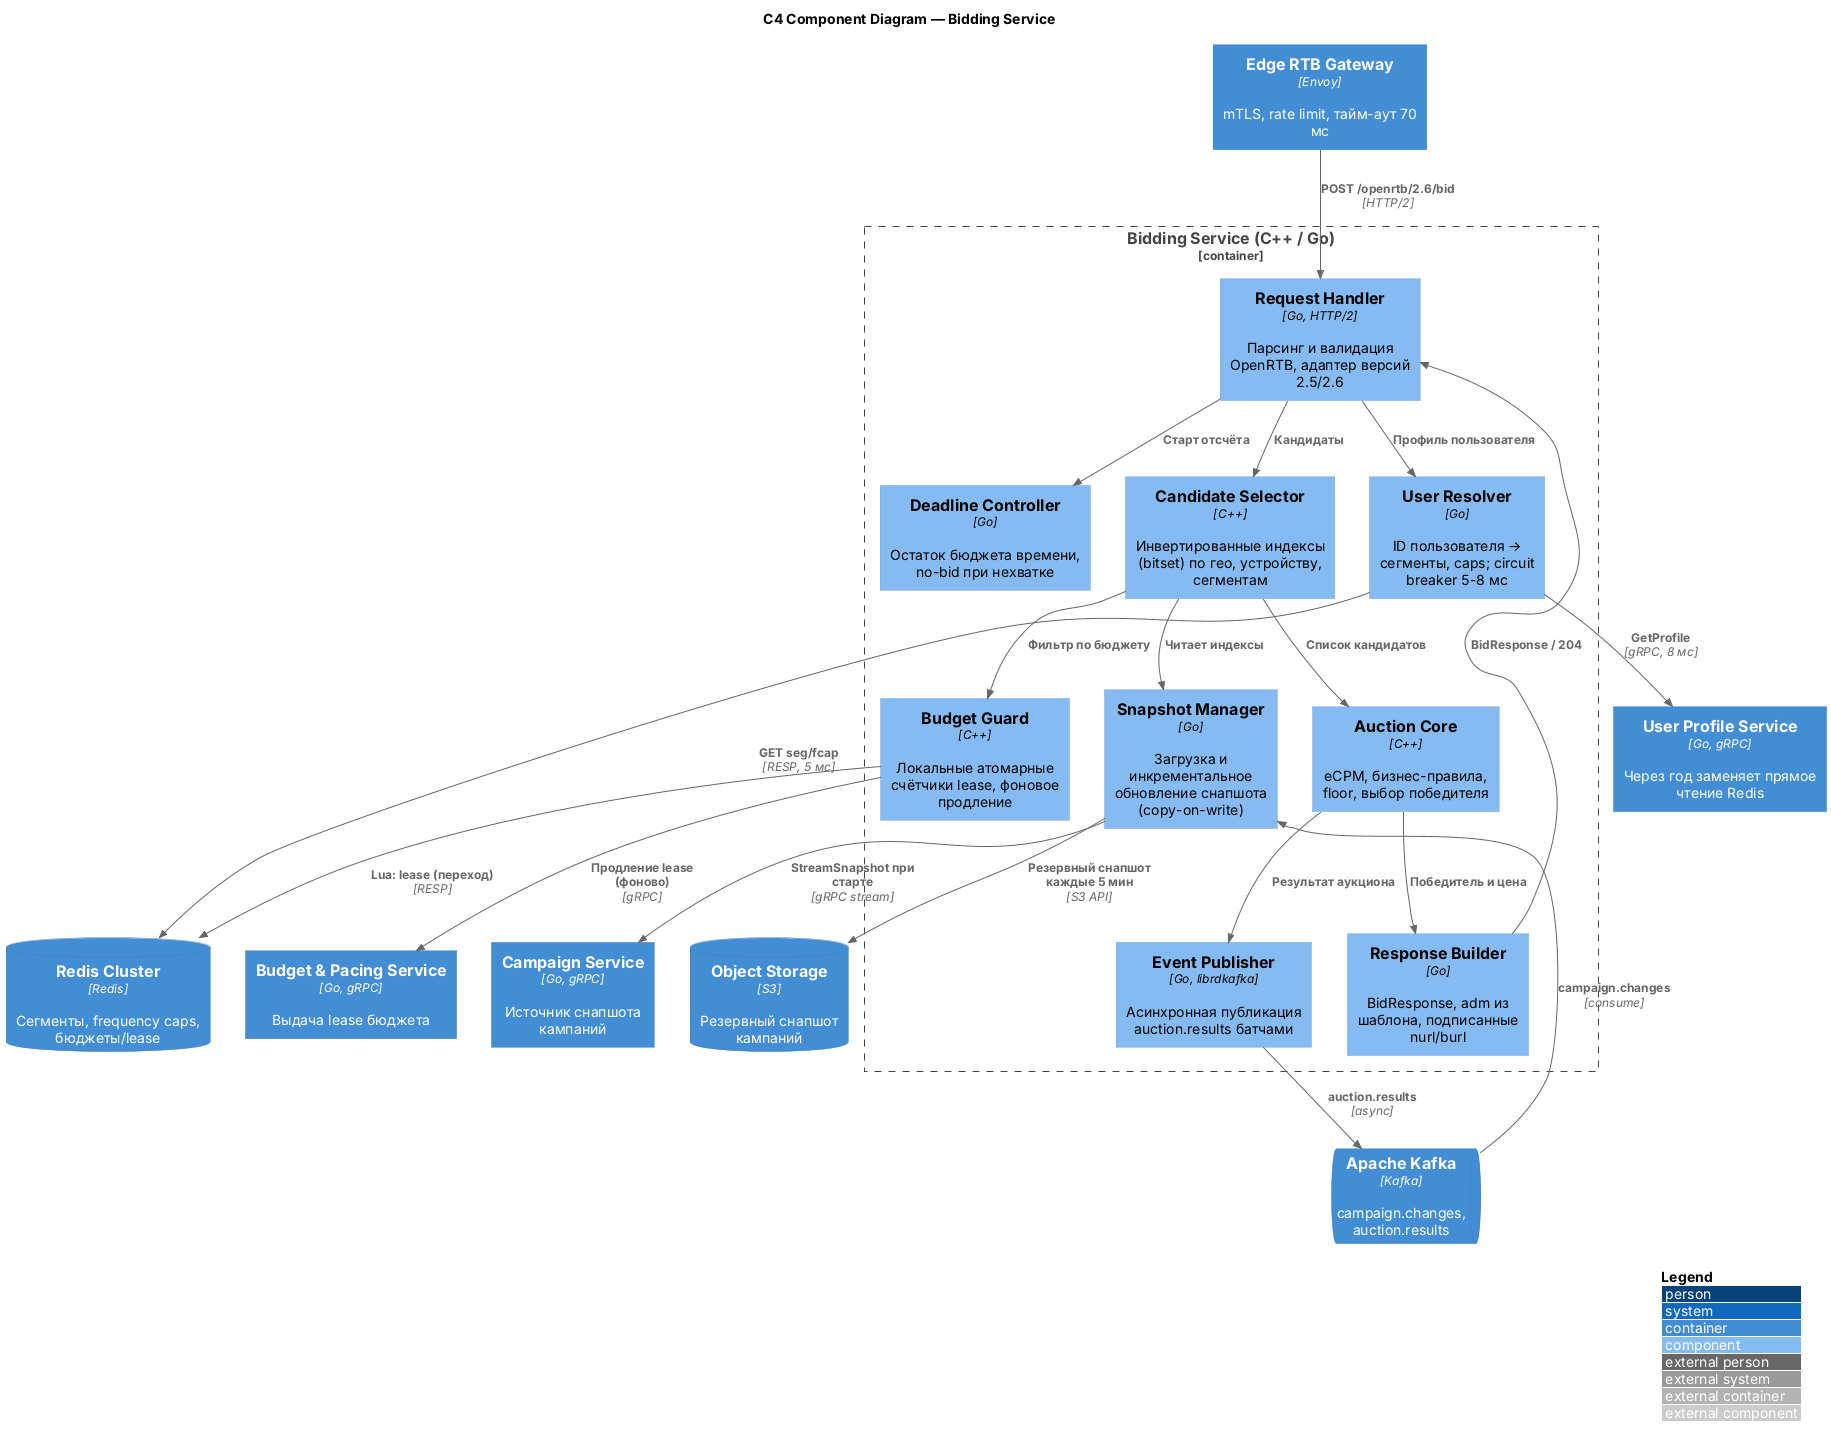 C4 Component Diagram — Bidding Service
Edge RTB Gateway
[Envoy]
mTLS, rate limit, тайм-аут 70
мс
POST /openrtb/2.6/bid
[HTTP/2]
Bidding Service (C++ / Go)
[container]
Request Handler
[Go, HTTP/2]
Парсинг и валидация
OpenRTB, адаптер версий
2.5/2.6
Старт отсчёта
Кандидаты
Профиль пользователя
Deadline Controller
[Go]
Остаток бюджета времени,
no-bid при нехватке
Candidate Selector
[C++]
Инвертированные индексы
(bitset) по гео, устройству,
сегментам
User Resolver
[Go]
ID пользователя →
сегменты, caps; circuit
breaker 5-8 мс
Фильтр по бюджету
Читает индексы
Список кандидатов
BidResponse / 204
GetProfile
[gRPC, 8 мс]
Budget Guard
[C++]
Локальные атомарные
счётчики lease, фоновое
продление
Snapshot Manager
[Go]
Загрузка и
инкрементальное
обновление снапшота
(copy-on-write)
Auction Core
[C++]
eCPM, бизнес-правила,
floor, выбор победителя
User Profile Service
[Go, gRPC]
Через год заменяет прямое
чтение Redis
GET seg/fcap
[RESP, 5 мс]
Lua: lease (переход)
[RESP]
Продление lease
(фоново)
[gRPC]
StreamSnapshot при
старте
[gRPC stream]
Резервный снапшот
каждые 5 мин
[S3 API]
Результат аукциона
Победитель и цена
Redis Cluster
[Redis]
Сегменты, frequency caps,
бюджеты/lease
Budget & Pacing Service
[Go, gRPC]
Выдача lease бюджета
Campaign Service
[Go, gRPC]
Источник снапшота
кампаний
Object Storage
[S3]
Резервный снапшот
кампаний
Event Publisher
[Go, librdkafka]
Асинхронная публикация
auction.results батчами
Response Builder
[Go]
BidResponse, adm из
шаблона, подписанные
nurl/burl
campaign.changes
[consume]
auction.results
[async]
Apache Kafka
[Kafka]
campaign.changes,
auction.results
Legend
person
system
container
component
external person
external system
external container
external component